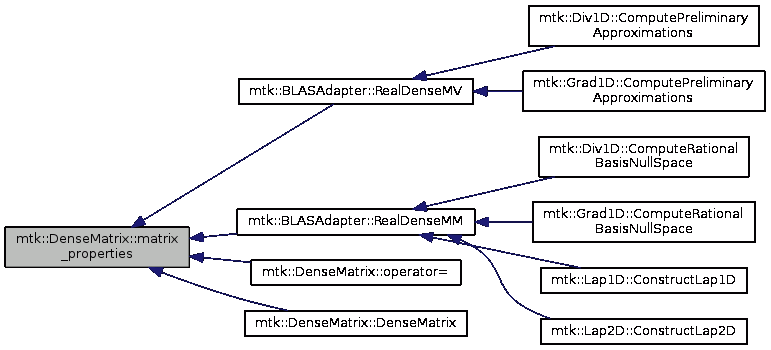 mtk::Div1D::ComputePreliminary
Approximations
mtk::BLASAdapter::RealDenseMV
mtk::Grad1D::ComputePreliminary
Approximations
mtk::Div1D::ComputeRational
BasisNullSpace
mtk::BLASAdapter::RealDenseMM
mtk::Grad1D::ComputeRational
BasisNullSpace
mtk::DenseMatrix::matrix
_properties
mtk::DenseMatrix::operator=
mtk::Lap1D::ConstructLap1D
mtk::DenseMatrix::DenseMatrix
mtk::Lap2D::ConstructLap2D